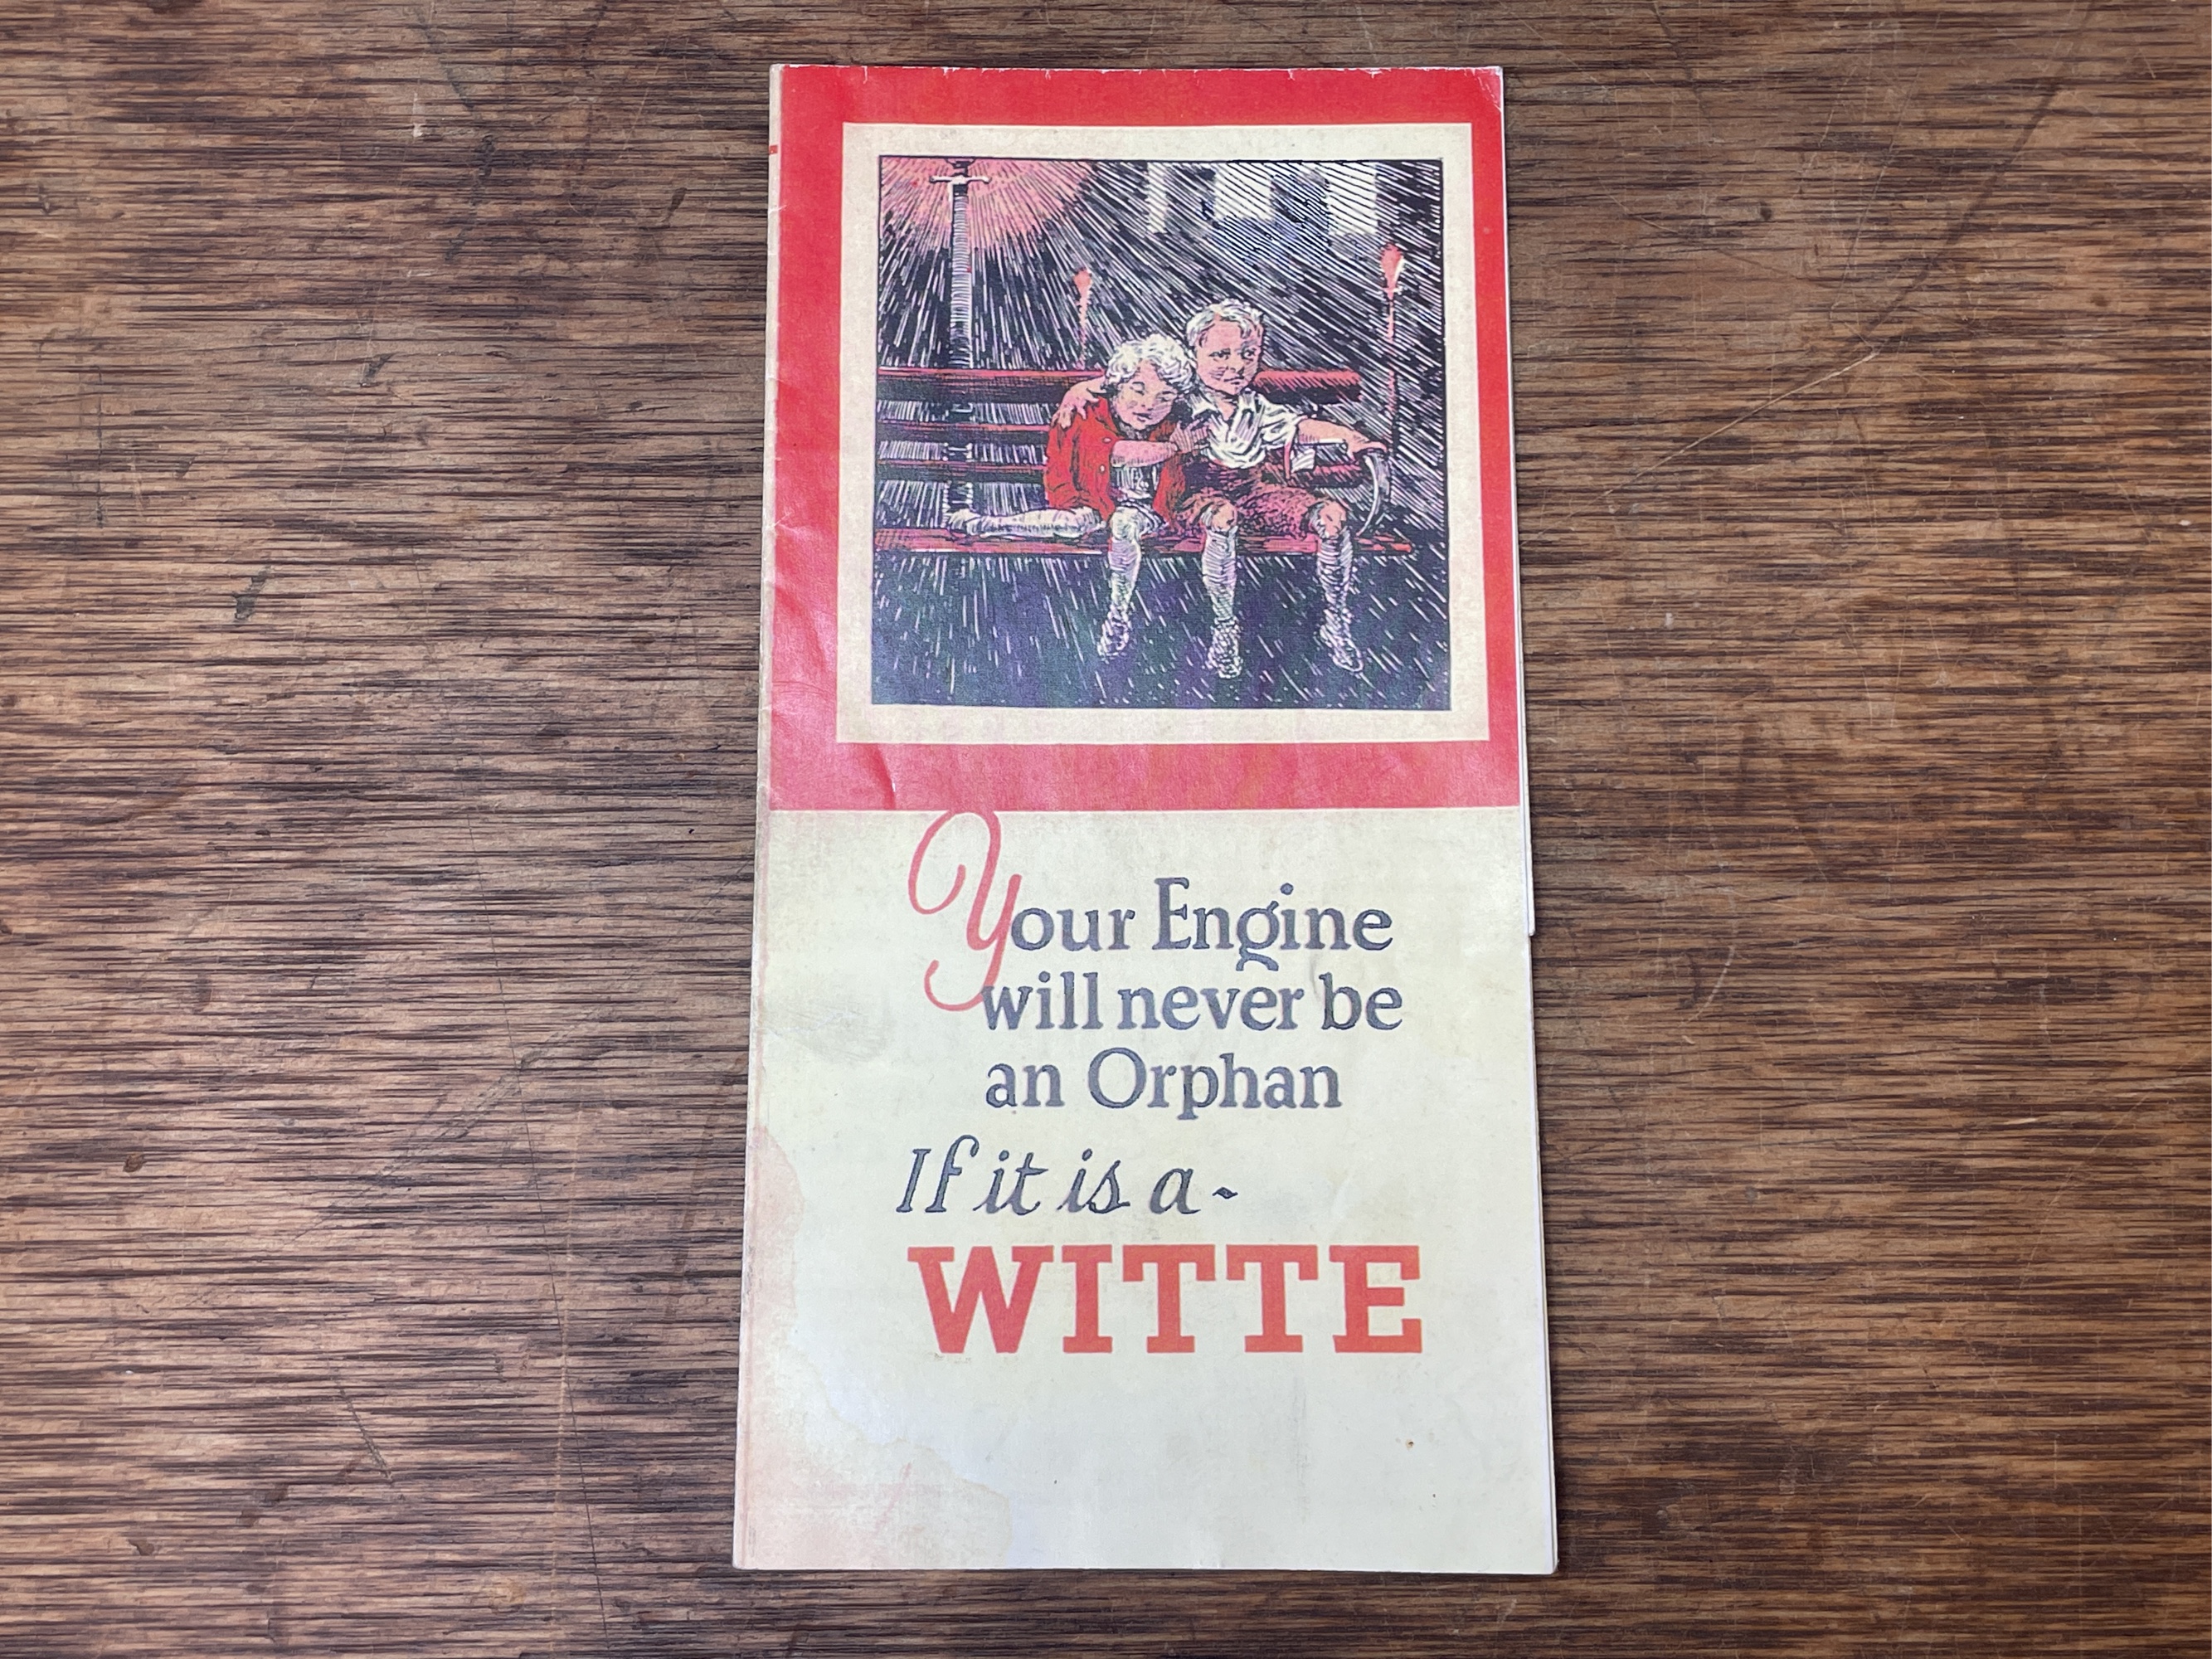 Your Engine
will never be
an Orphan
If it is a-
WITTE